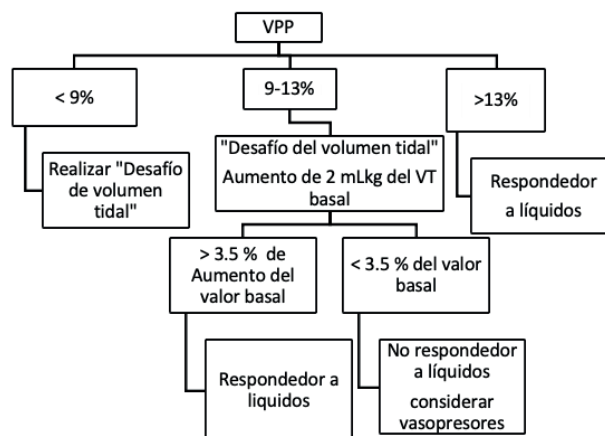 VPP
< 9%
9-13%
>13%
Realizar "Desafío
de volumen
tidal"
"Desafío del volumen tidal"
Aumento de 2 mLkg del VT
basal
Respondedor
a líquidos
> 3.5 % de
Aumento del
valor basal
< 3.5 % del valor
basal
Respondedor a
liquidos
No respondedor
a líquidos
considerar
vasopresores